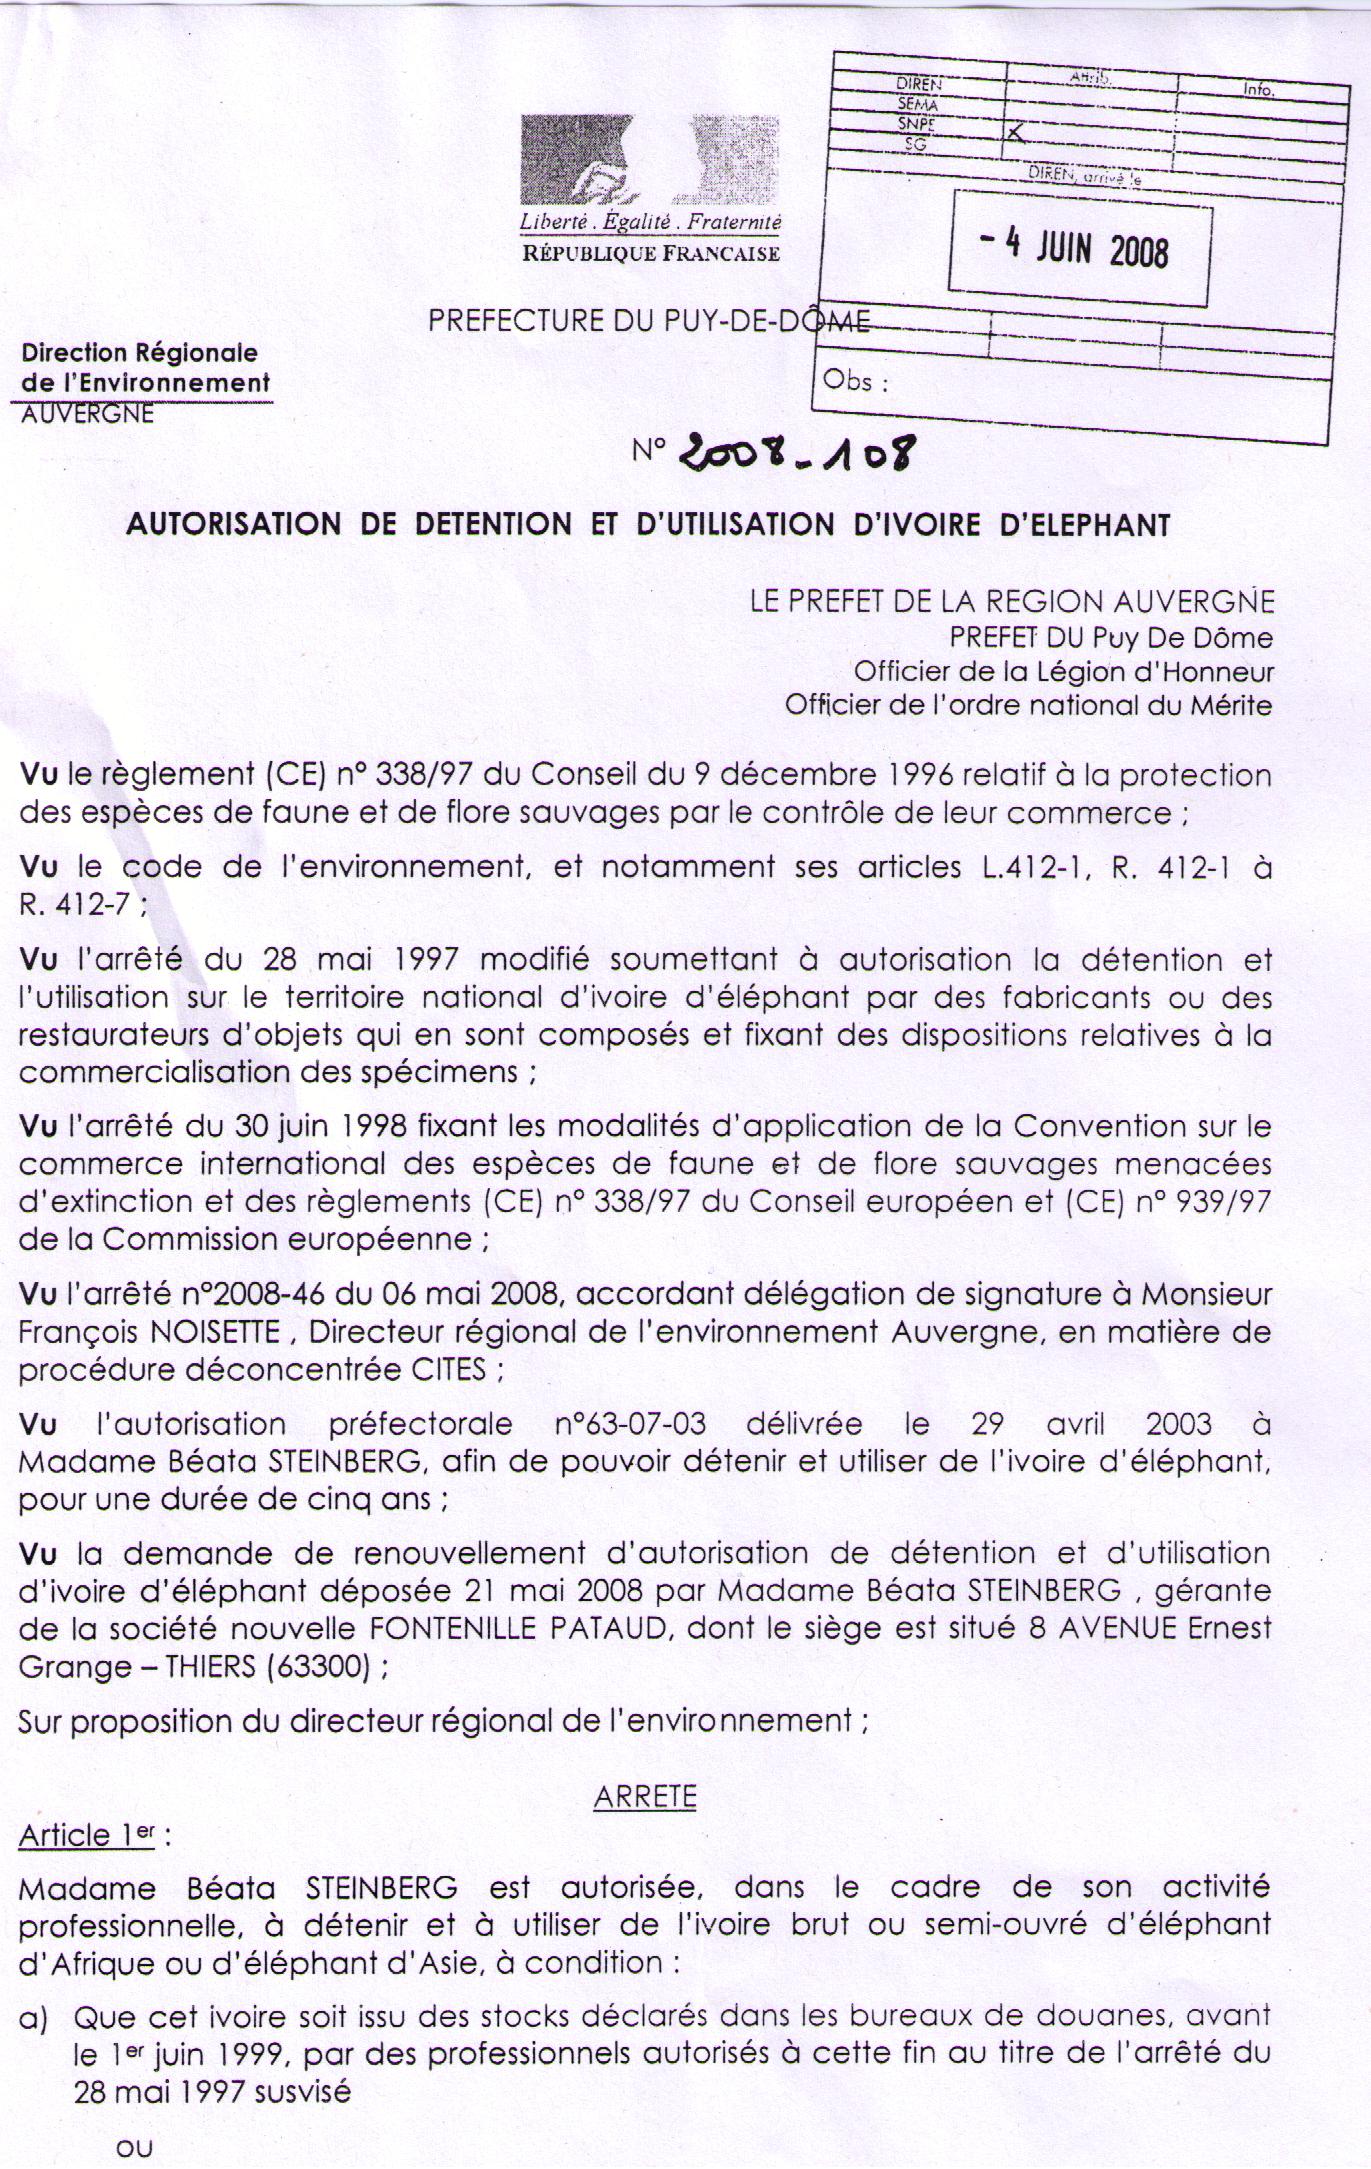 Attrib.
Info.
DIREN
SEMA
SNPE X
SG
DIREN, arrivé le
- 4 JUIN 2008
Obs :
Liberté . Égalité . Fraternité
RÉPUBLIQUE FRANCAISE
PREFECTURE DU PUY-DE-DÔME
Direction Régionale
de l'Environnement
AUVERGNE
N° 2008-108
AUTORISATION DE DETENTION ET D'UTILISATION D'IVOIRE D'ELEPHANT
LE PREFET DE LA REGION AUVERGNE
PREFET DU Puy De Dôme
Officier de la Légion d'Honneur
Officier de l'ordre national du Mérite
Vu le règlement (CE) n° 338/97 du Conseil du 9 décembre 1996 relatif à la protection
des espèces de faune et de flore sauvages par le contrôle de leur commerce ;
Vu le code de l'environnement, et notamment ses articles L.412-1, R. 412-1 à
R. 412-7 ;
Vu l'arrêté du 28 mai 1997 modifié soumettant à autorisation la détention et
l'utilisation sur le territoire national d'ivoire d'éléphant par des fabricants ou des
restaurateurs d'objets qui en sont composés et fixant des dispositions relatives à la
commercialisation des spécimens ;
Vu l'arrêté du 30 juin 1998 fixant les modalités d'application de la Convention sur le
commerce international des espèces de faune et de flore sauvages menacées
d'extinction et des règlements (CE) n° 338/97 du Conseil européen et (CE) n° 939/97
de la Commission européenne ;
Vu l'arrêté n°2008-46 du 06 mai 2008, accordant délégation de signature à Monsieur
François NOISETTE , Directeur régional de l'environnement Auvergne, en matière de
procédure déconcentrée CITES ;
Vu l'autorisation préfectorale n°63-07-03 délivrée le 29 avril 2003 à
Madame Béata STEINBERG, afin de pouvoir détenir et utiliser de l'ivoire d'éléphant,
pour une durée de cinq ans ;
Vu la demande de renouvellement d'autorisation de détention et d'utilisation
d'ivoire d'éléphant déposée 21 mai 2008 par Madame Béata STEINBERG , gérante
de la société nouvelle FONTENILLE PATAUD, dont le siège est situé 8 AVENUE Ernest
Grange – THIERS (63300) ;
Sur proposition du directeur régional de l'environnement ;
ARRETE
Article 1er :
Madame Béata STEINBERG est autorisée, dans le cadre de son activité
professionnelle, à détenir et à utiliser de l'ivoire brut ou semi-ouvré d'éléphant
d'Afrique ou d'éléphant d'Asie, à condition :
a) Que cet ivoire soit issu des stocks déclarés dans les bureaux de douanes, avant
le 1er juin 1999, par des professionnels autorisés à cette fin au titre de l'arrêté du
28 mai 1997 susvisé
ou